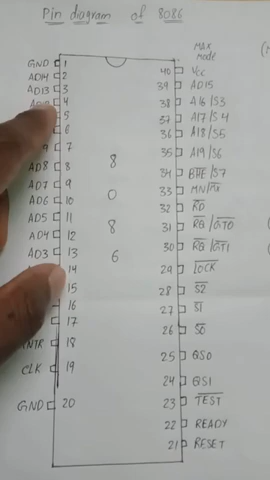 Pin diagram of 8086
MAX
mode
GND 1
AD14 2
AD13 3
4
5
6
7
AD8 8
AD7 9
AD6 10
AD5 11
AD4 12
AD3 13
14
15
16
17
18
CLK 19
GND 20
8
0
8
6
40 Vcc
39 AD15
38 A16/S3
37 A17/S4
36 A18/S5
35 A19/S6
34 BHE/S7
33 MN/MX
32 RD
31 RQ/GT0
30 RQ/GT1
29 LOCK
28 S2
27 S1
26 S0
25 QS0
24 QS1
23 TEST
22 READY
21 RESET